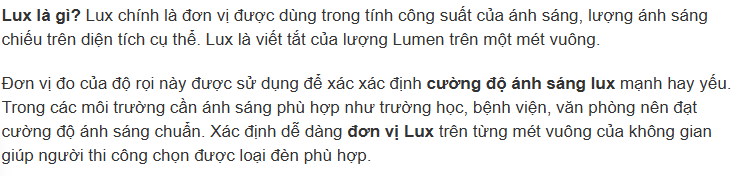 Lux là gì? Lux chính là đơn vị được dùng trong tính công suất của ánh sáng, lượng ánh sáng
chiếu trên diện tích cụ thể. Lux là viết tắt của lượng Lumen trên một mét vuông.
Đơn vị đo của độ rọi này được sử dụng để xác xác định cường độ ánh sáng lux mạnh hay yếu.
Trong các môi trường cần ánh sáng phù hợp như trường học, bệnh viện, văn phòng nên đạt
cường độ ánh sáng chuẩn. Xác định dễ dàng đơn vị Lux trên từng mét vuông của không gian
giúp người thi công chọn được loại đèn phù hợp.